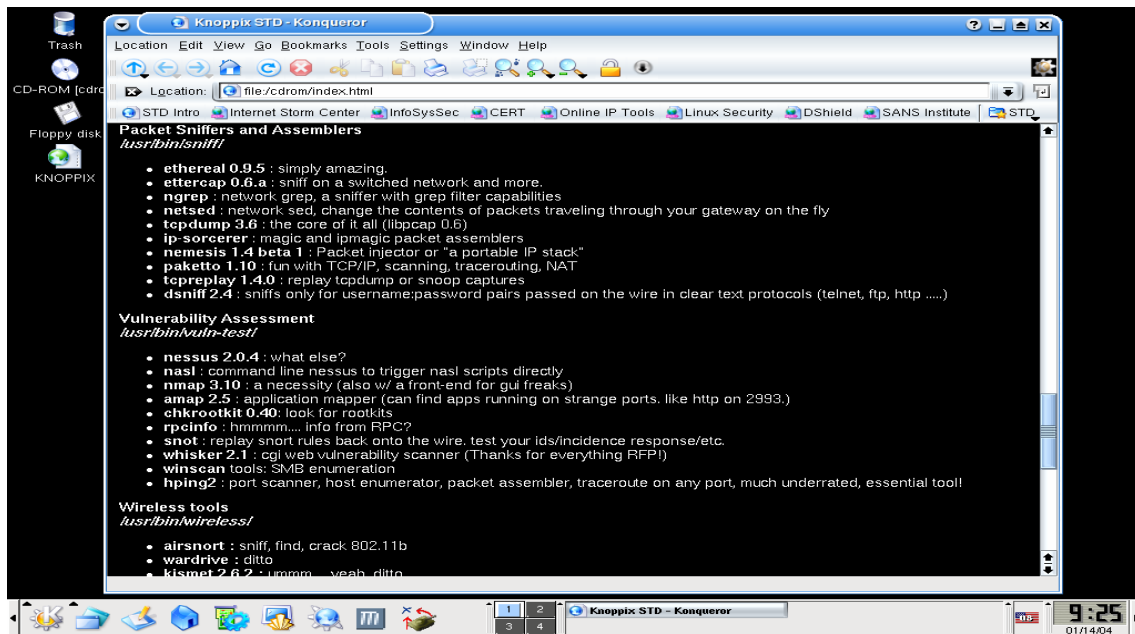 Knoppix STD - Konqueror
Trash
Location Edit View Go Bookmarks Tools Settings Window Help
CD-ROM [cdro
Location: file:/cdrom/index.html
STD Intro Internet Storm Center InfoSysSec CERT Online IP Tools Linux Security DShield SANS Institute STD
Floppy disk
KNOPPIX
Packet Sniffers and Assemblers
/usr/bin/sniff/
• ethereal 0.9.5 : simply amazing.
• ettercap 0.6.a : sniff on a switched network and more.
• ngrep : network grep, a sniffer with grep filter capabilities
• netsed : network sed, change the contents of packets traveling through your gateway on the fly
• tcpdump 3.6 : the core of it all (libpcap 0.6)
• ip-sorcerer : magic and ipmagic packet assemblers
• nemesis 1.4 beta 1 : Packet injector or "a portable IP stack"
• paketto 1.10 : fun with TCP/IP, scanning, tracerouting, NAT
• tcpreplay 1.4.0 : replay tcpdump or snoop captures
• dsniff 2.4 : sniffs only for username:password pairs passed on the wire in clear text protocols (telnet, ftp, http .....)
Vulnerability Assessment
/usr/bin/vuln-test/
• nessus 2.0.4 : what else?
• nasl : command line nessus to trigger nasl scripts directly
• nmap 3.10 : a necessity (also w/ a front-end for gui freaks)
• amap 2.5 : application mapper (can find apps running on strange ports. like http on 2993.)
• chkrootkit 0.40: look for rootkits
• rpcinfo : hmmmm.... info from RPC?
• snot : replay snort rules back onto the wire. test your ids/incidence response/etc.
• whisker 2.1 : cgi web vulnerability scanner (Thanks for everything RFP!)
• winscan tools: SMB enumeration
• hping2 : port scanner, host enumerator, packet assembler, traceroute on any port, much underrated, essential tool!
Wireless tools
/usr/bin/wireless/
• airsnort : sniff, find, crack 802.11b
• wardrive : ditto
• kismet 2.6.2 : ummm... yeah, ditto
1 2
3 4
Knoppix STD - Konqueror
us
9:25
01/14/04